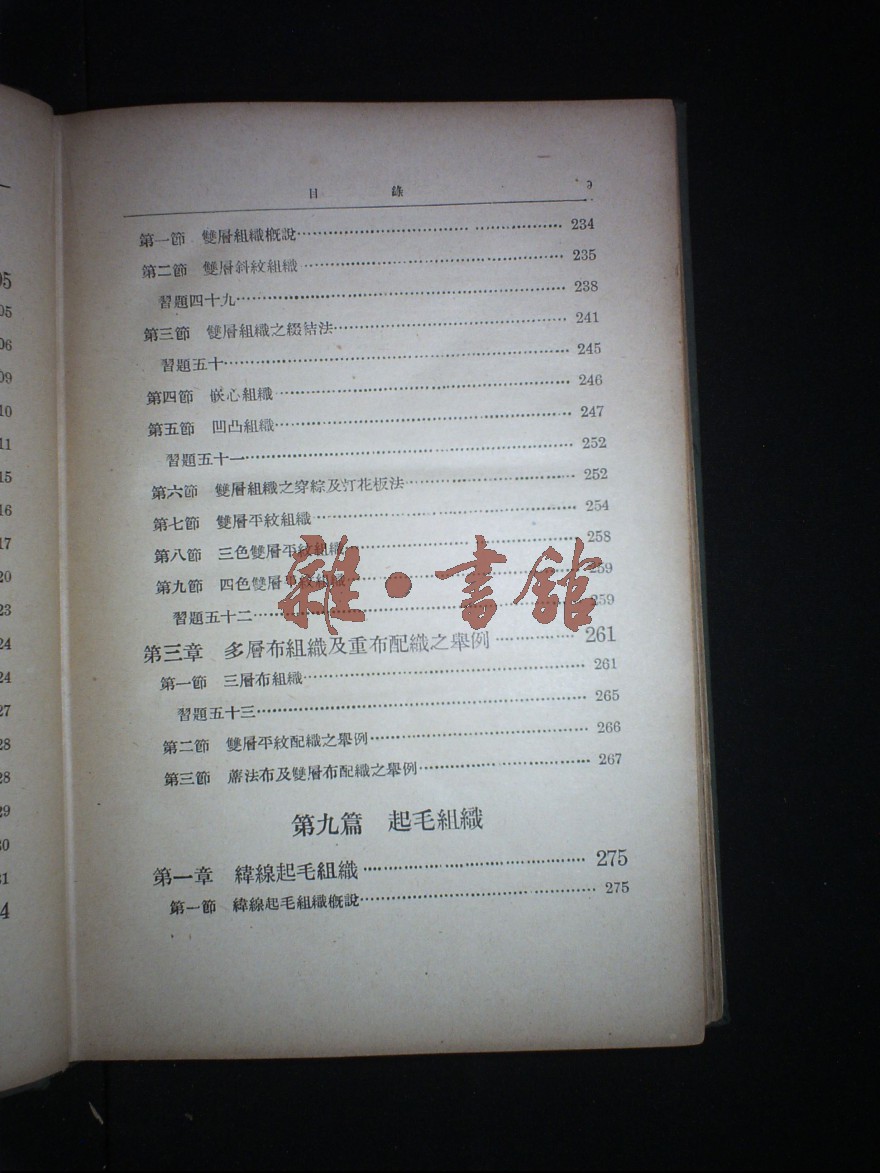 目錄 9
第一節 雙層組織槪說 234
第二節 雙層斜紋組織 235
習題四十九 238
第三節 雙層組織之綴結法 241
習題五十 245
第四節 嵌心組織 246
第五節 凹凸組織 247
習題五十一 252
第六節 雙層組織之穿綜及汀花板法 252
第七節 雙層平紋組織 254
第八節 三色雙層平紋組織 258
第九節 四色雙層平紋組織 259
習題五十二 259
雜·書館
第三章 多層布組織及重布配織之舉例 261
第一節 三層布組織 261
習題五十三 265
第二節 雙層平紋配織之舉例 266
第三節 蓆法布及雙層布配織之舉例 267
第九篇 起毛組織
第一章 緯線起毛組織 275
第一節 緯線起毛組織槪說 275